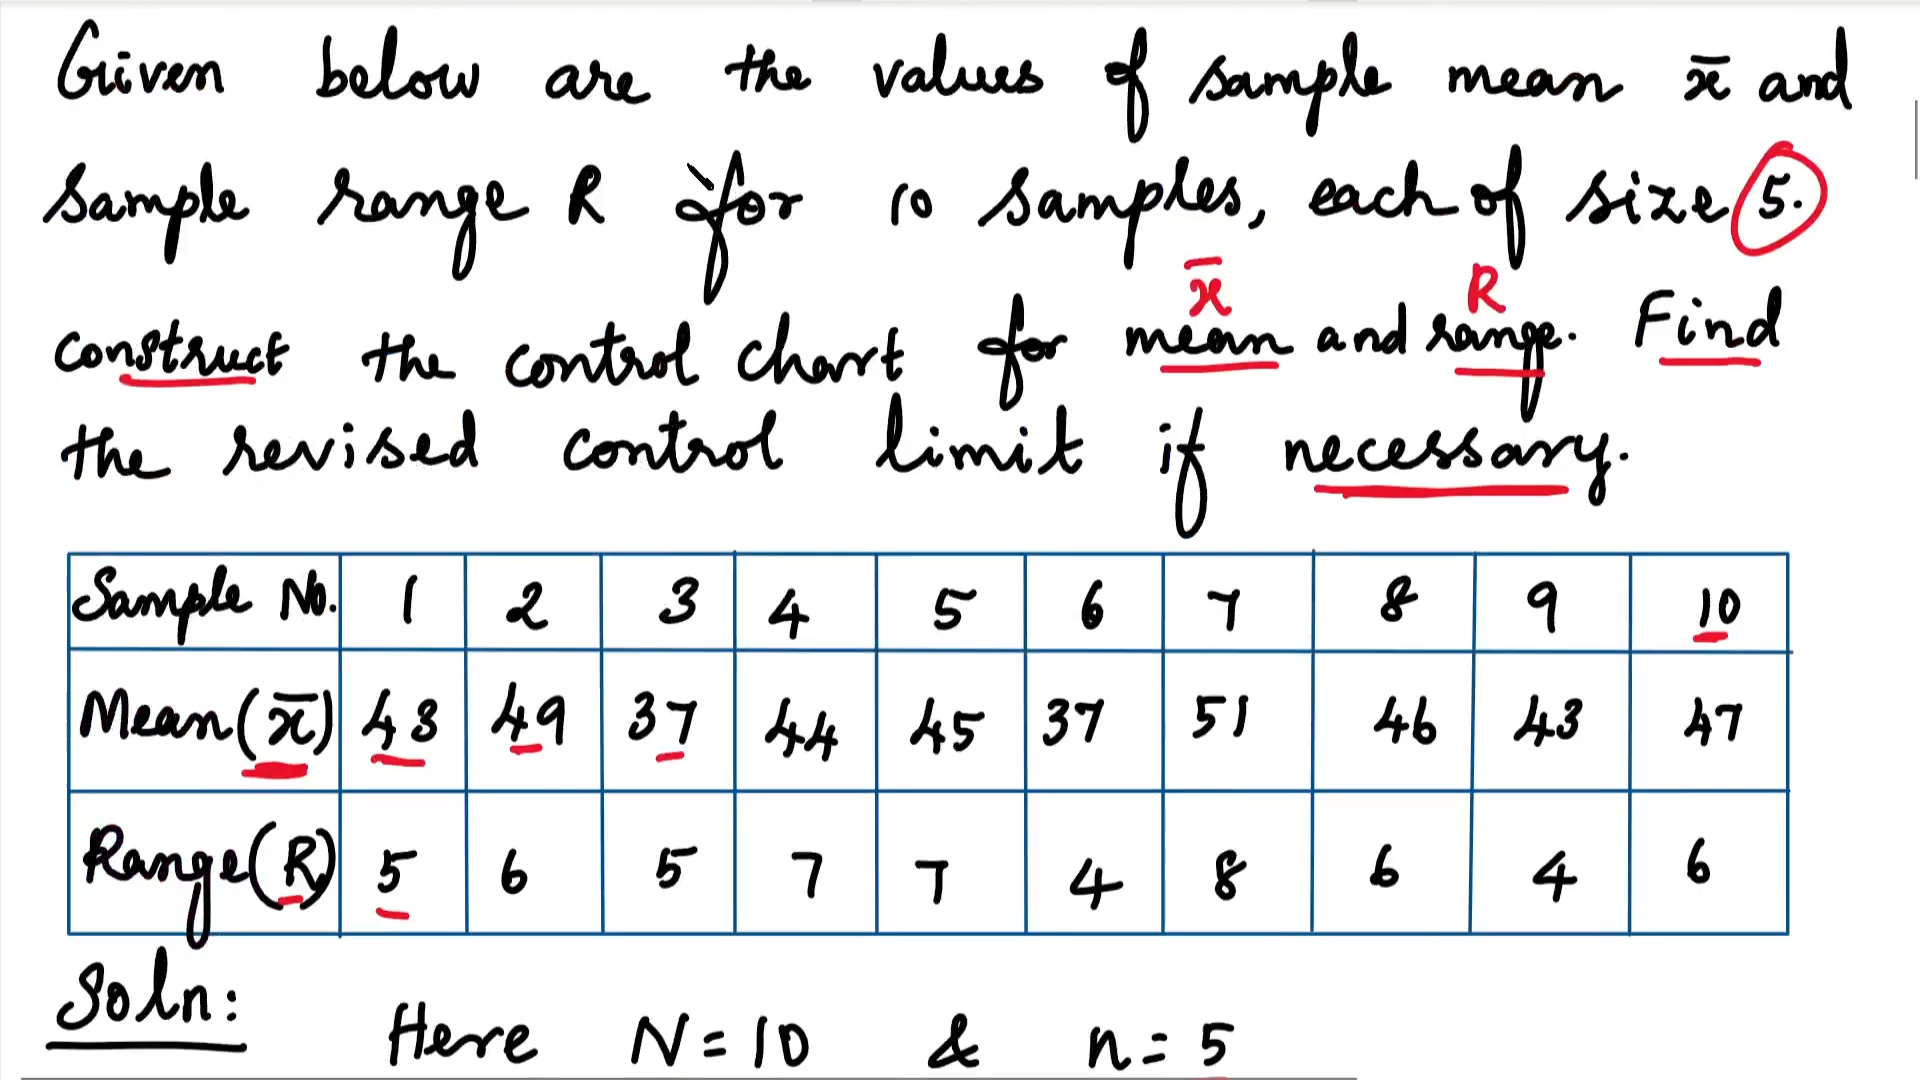 Given below are the values of sample mean x̄ and
sample range R for 10 samples, each of size 5.
x̄ R
construct the control chart for mean and range. Find
the revised control limit if necessary.
Sample No. 1 2 3 4 5 6 7 8 9 10
Mean(x̄) 43 49 37 44 45 37 51 46 43 47
Range(R) 5 6 5 7 7 4 8 6 4 6
Soln: Here N=10 & n=5